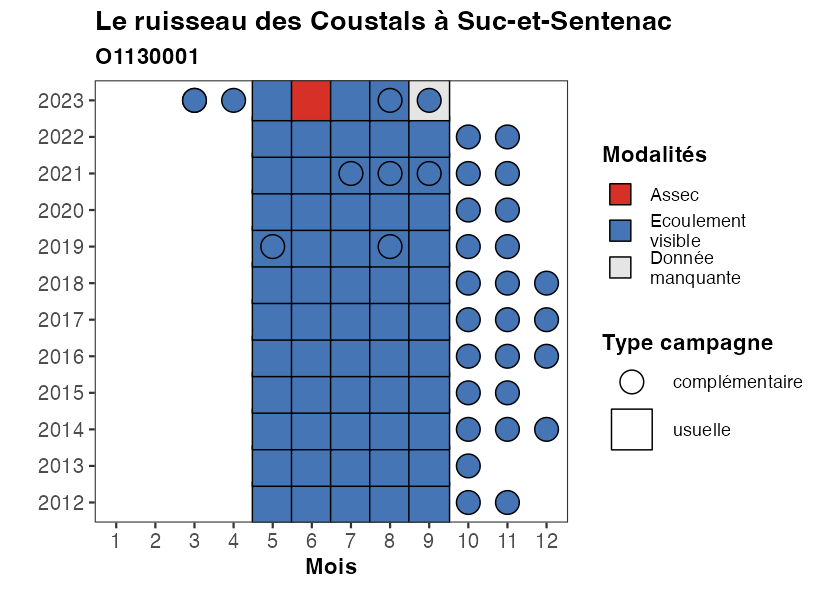 Le ruisseau des Coustals à Suc-et-Sentenac
O1130001
2023
2022
2021
2020
2019
2018
2017
2016
2015
2014
2013
2012
1 2 3 4 5 6 7 8 9 10 11 12
Mois
Modalités
Assec
Ecoulement
visible
Donnée
manquante
Type campagne
complémentaire
usuelle